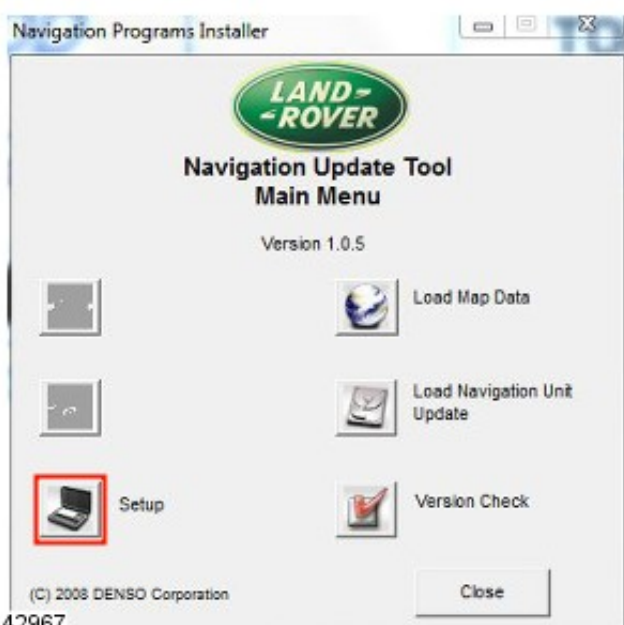 Navigation Programs Installer
LAND-
-ROVER
Navigation Update Tool
Main Menu
Version 1.0.5
Load Map Data
Load Navigation Unit
Update
Setup
Version Check
(C) 2008 DENSO Corporation
Close
42967